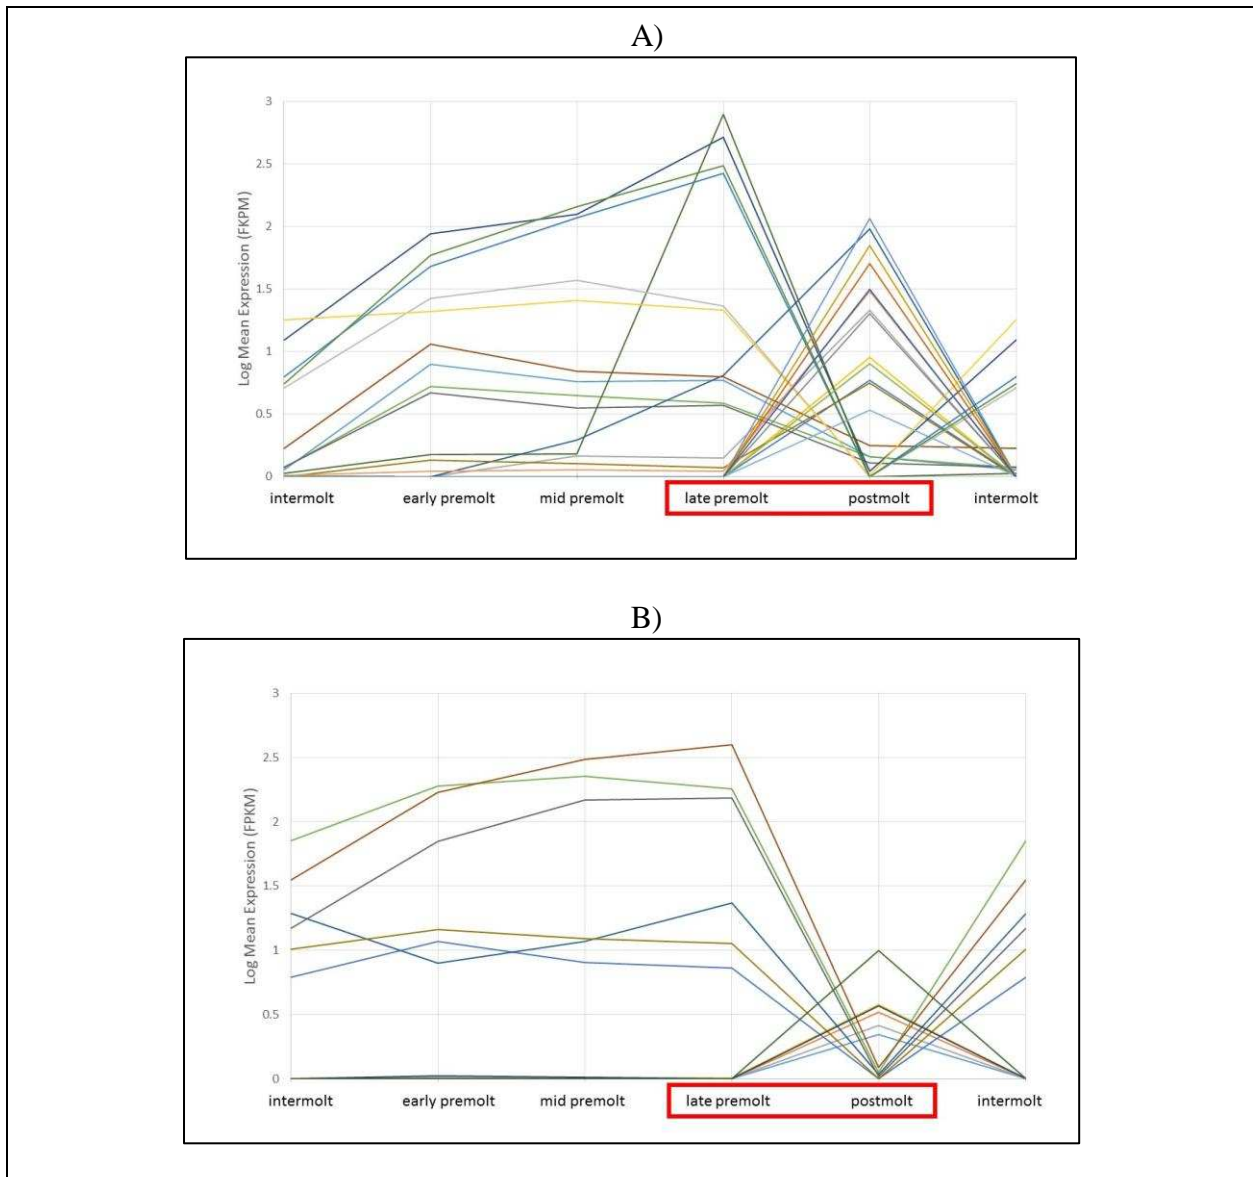 A)
3
2.5
2
1.5
1
0.5
0
Log Mean Expression (FKPM)
intermolt early premolt mid premolt late premolt postmolt intermolt
B)
3
2.5
2
1.5
1
0.5
0
Log Mean Expression (FPKM)
intermolt early premolt mid premolt late premolt postmolt intermolt